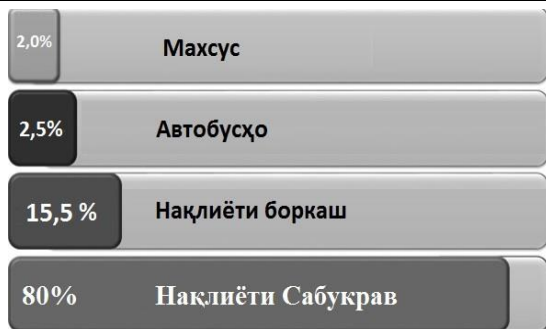 2,0% Махсус
2,5% Автобусҳо
15,5 % Нақлиёти боркаш
80% Нақлиёти Сабукрав